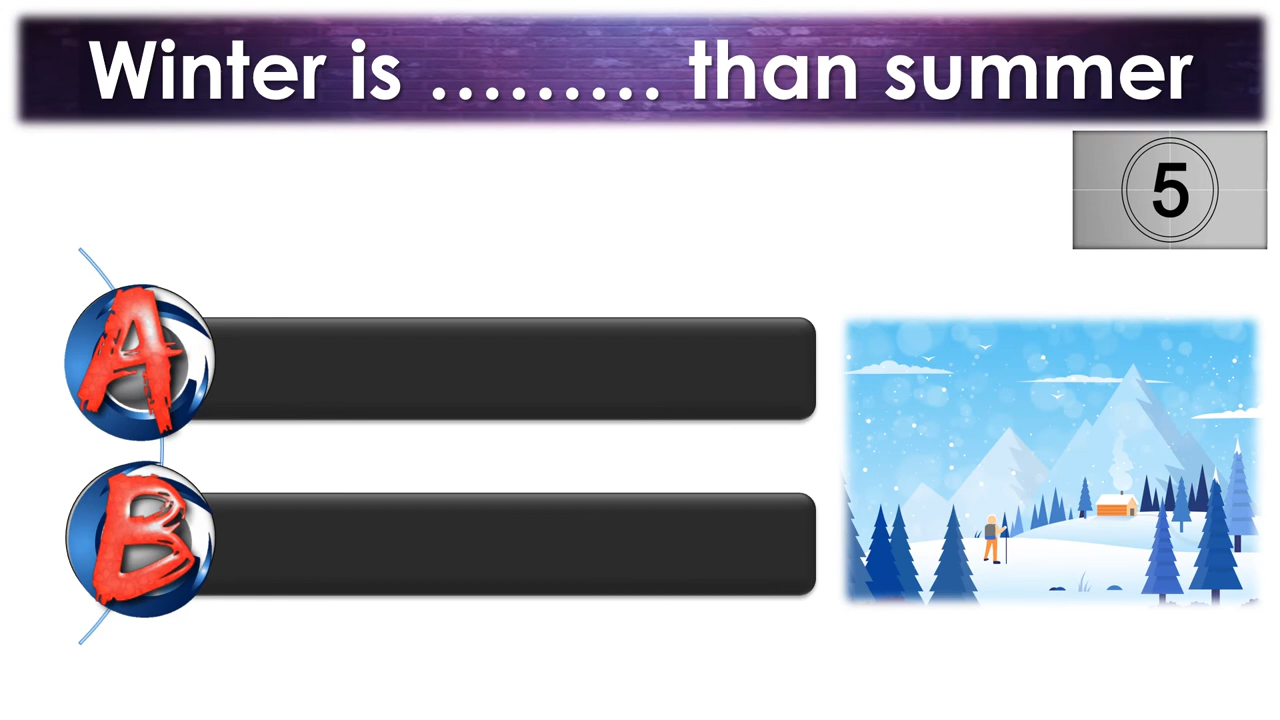 Winter is ......... than summer
5
A
B